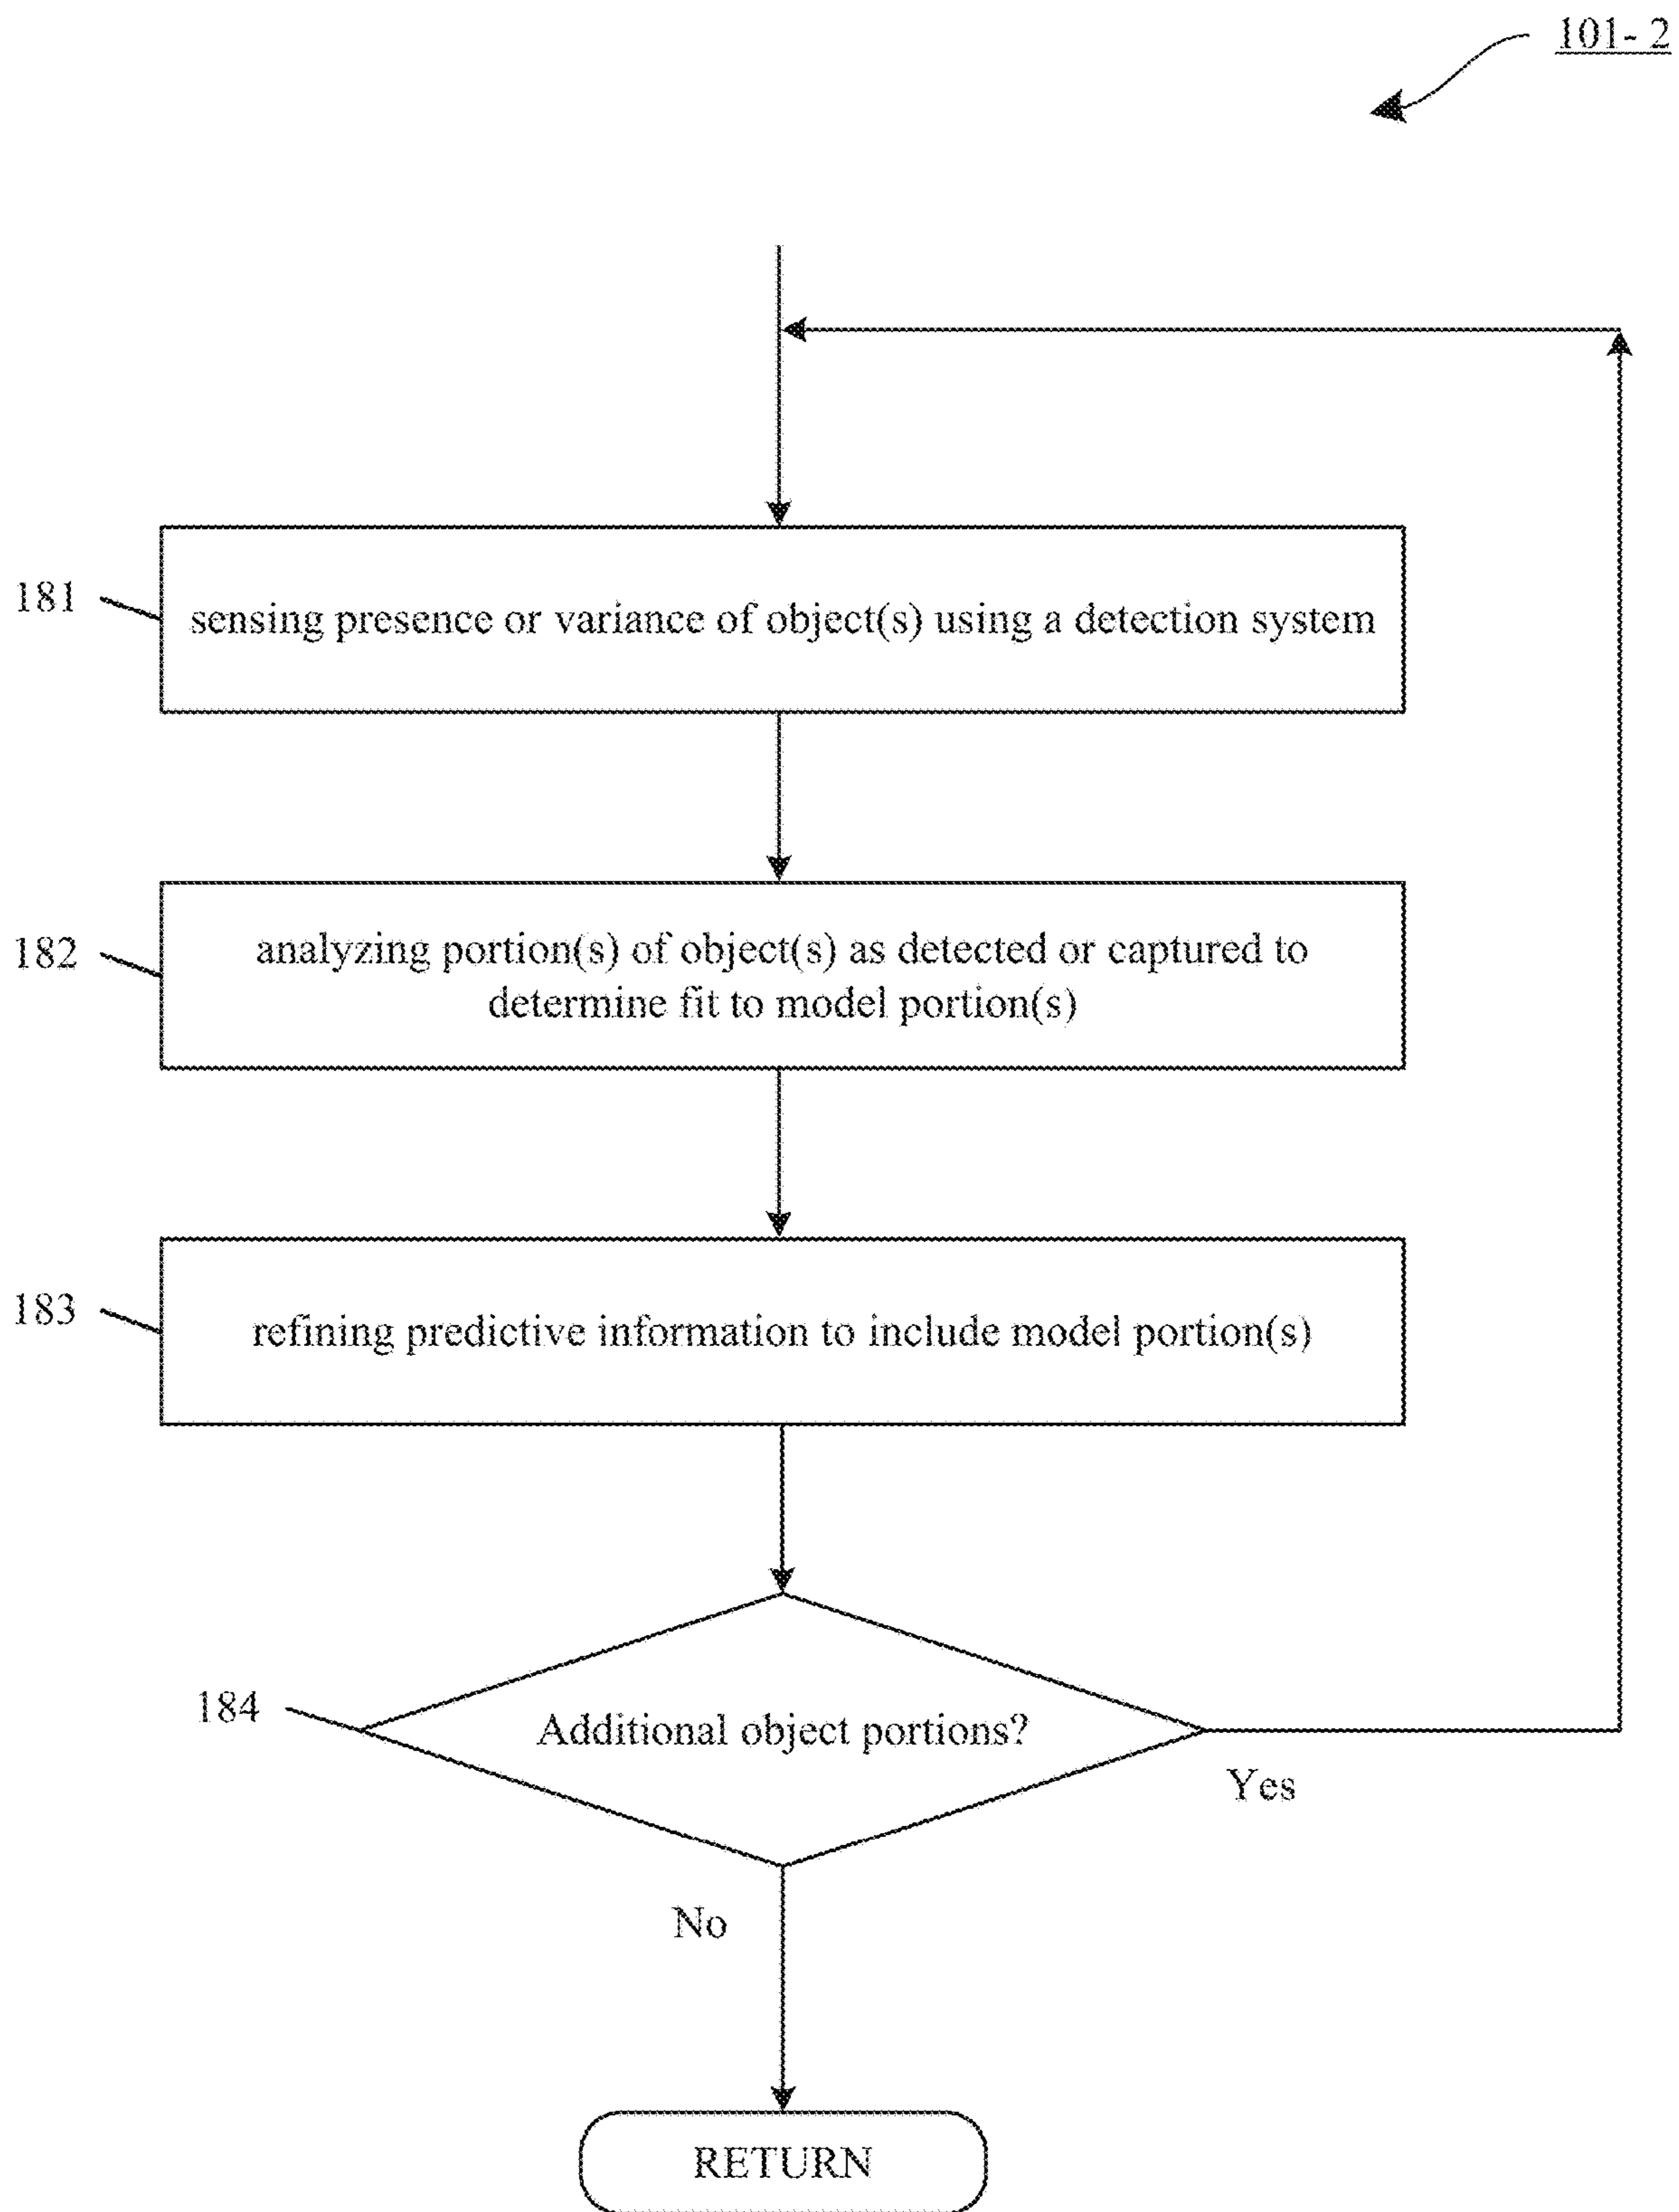 101- 2
181
sensing presence or variance of object(s) using a detection system
182
analyzing portion(s) of object(s) as detected or captured to
determine fit to model portion(s)
183
refining predictive information to include model portion(s)
184
Additional object portions?
Yes
No
RETURN